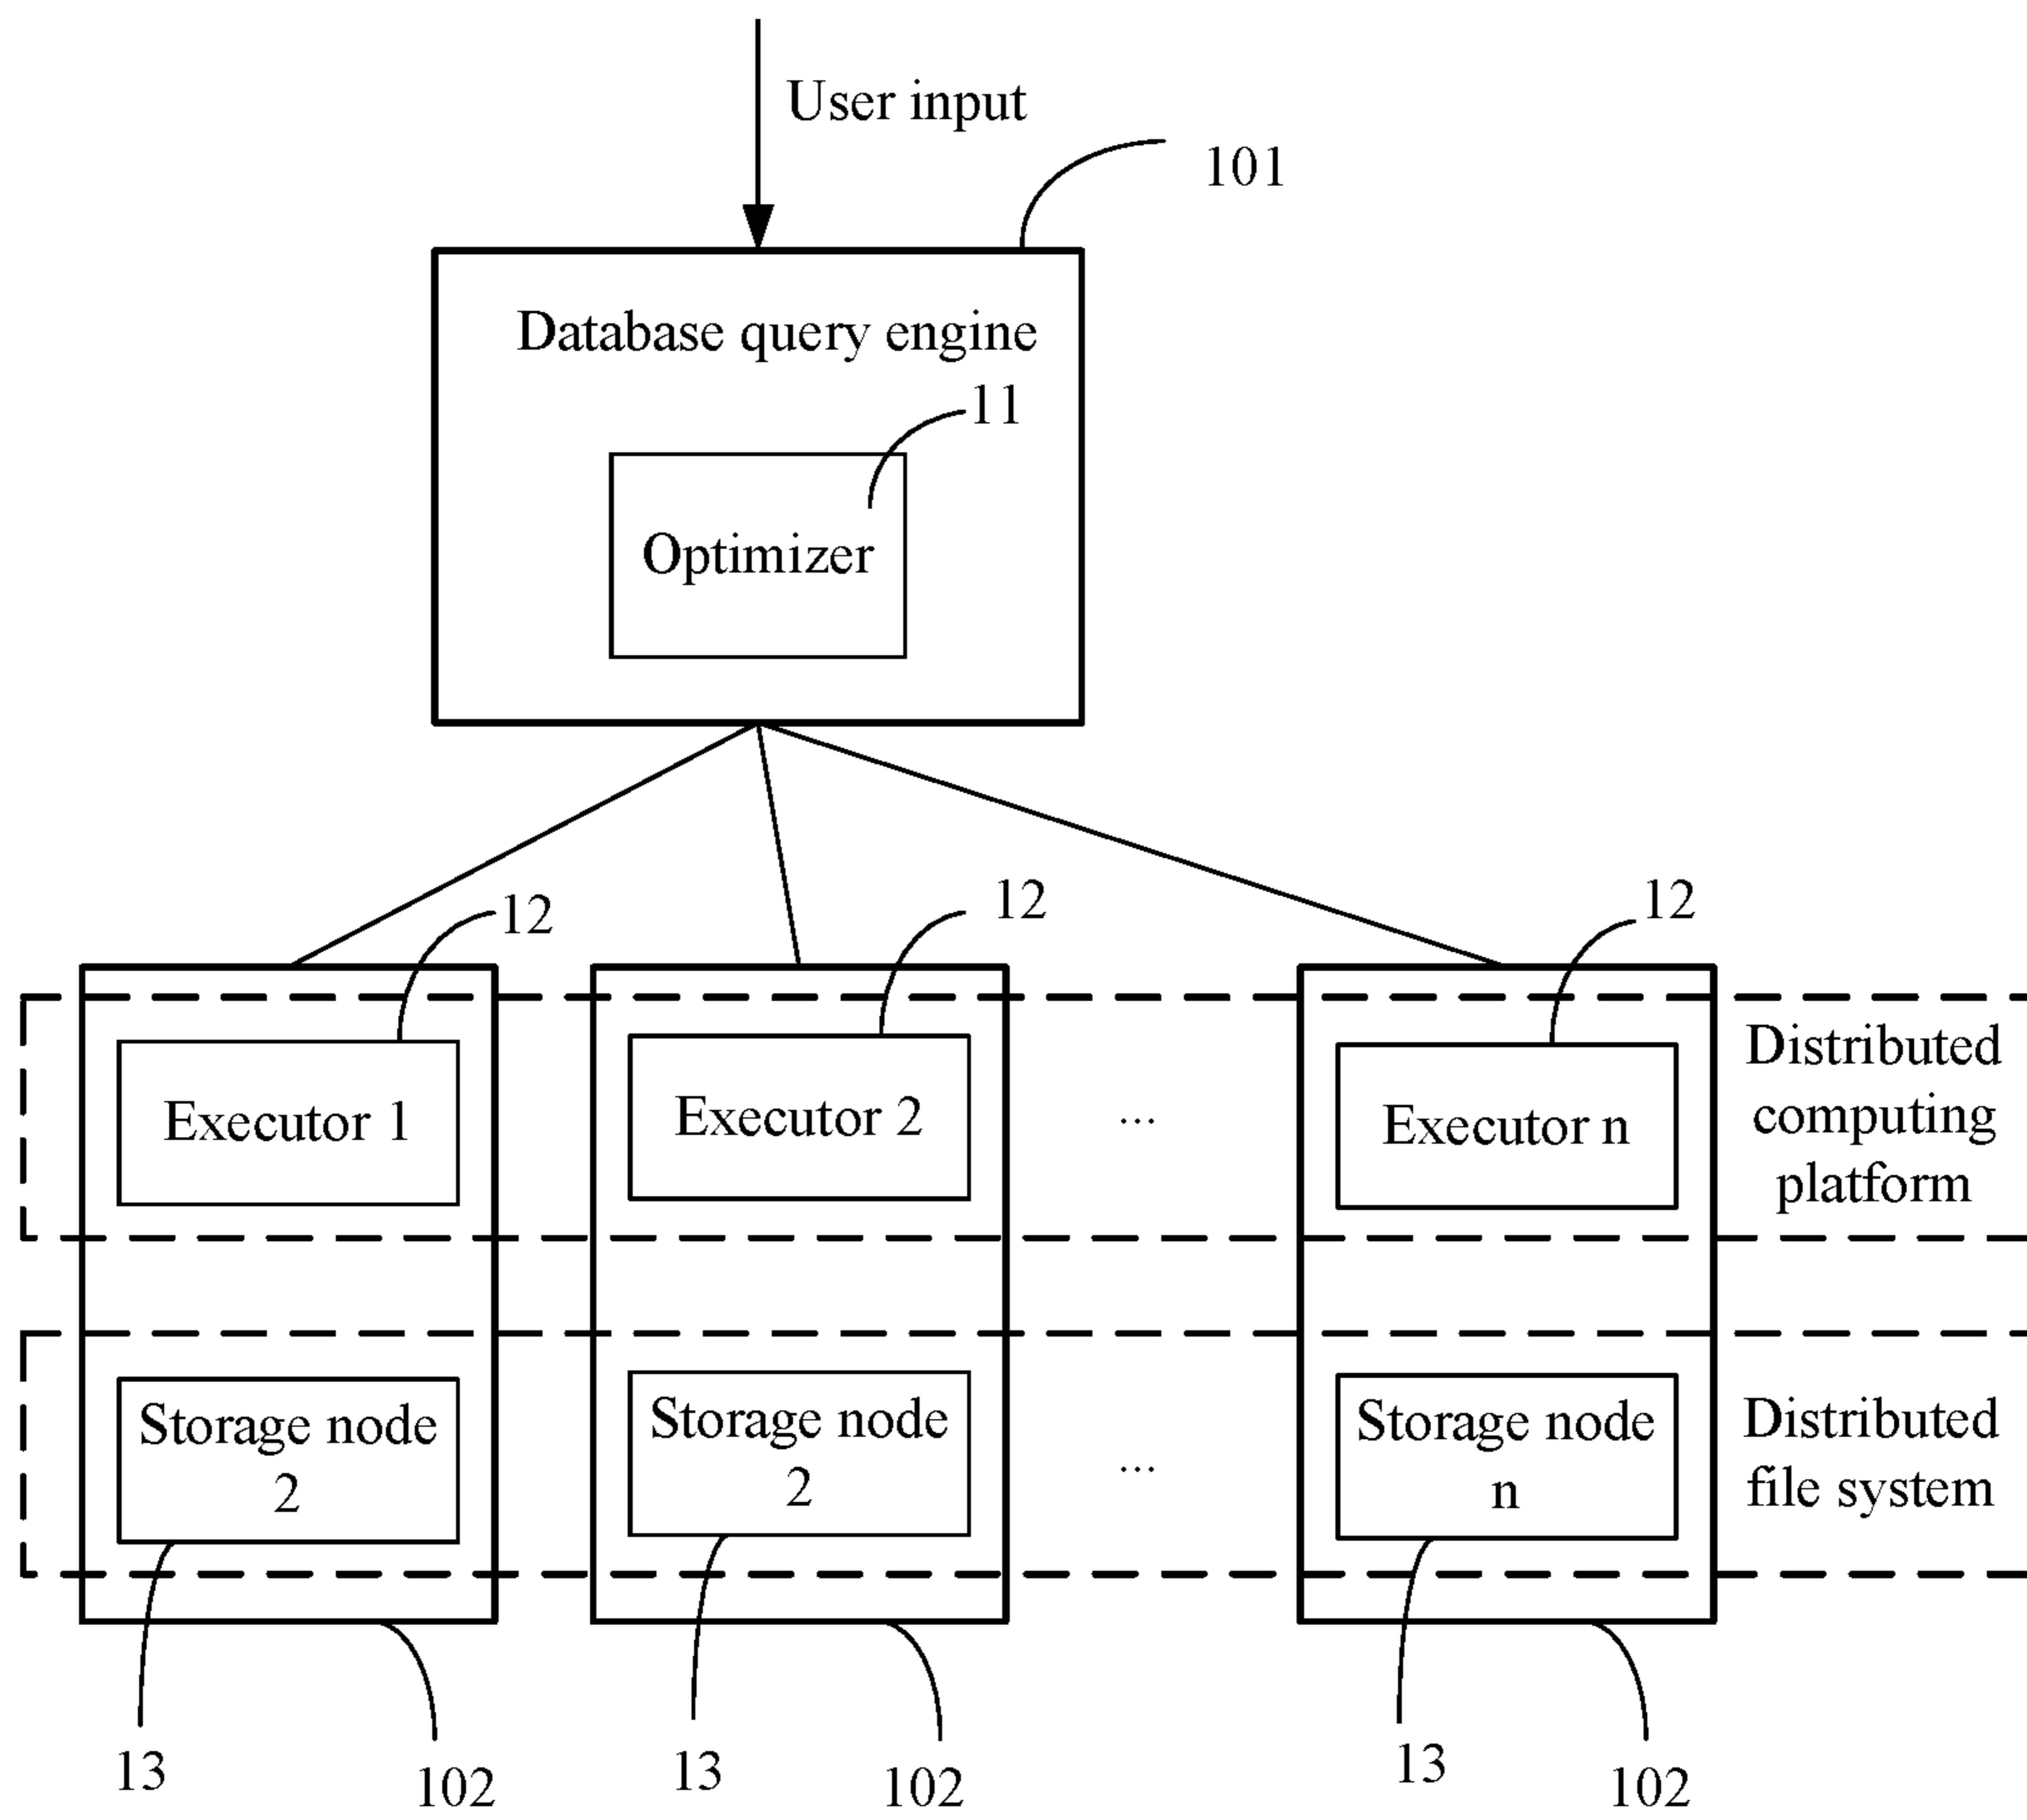 User input
101
Database query engine
11
Optimizer
12
12
12
Executor 1
Executor 2
...
Executor n
Distributed
computing
platform
Storage node
2
Storage node
2
...
Storage node
n
Distributed
file system
13
102
13
102
13
102